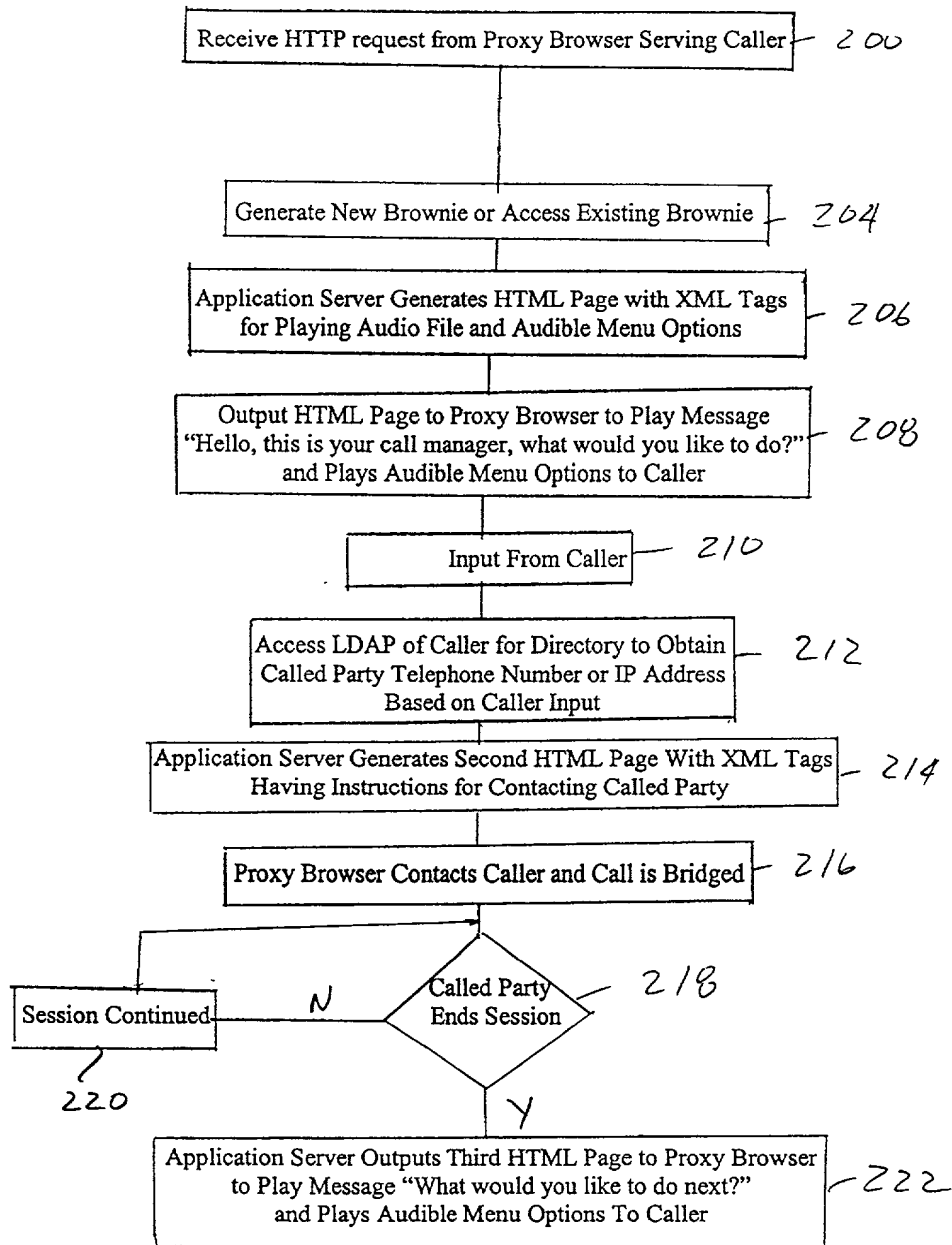 Receive HTTP request from Proxy Browser Serving Caller 200
Generate New Brownie or Access Existing Brownie 204
Application Server Generates HTML Page with XML Tags
for Playing Audio File and Audible Menu Options 206
Output HTML Page to Proxy Browser to Play Message
“Hello, this is your call manager, what would you like to do?” 208
and Plays Audible Menu Options to Caller
Input From Caller 210
Access LDAP of Caller for Directory to Obtain
Called Party Telephone Number or IP Address 212
Based on Caller Input
Application Server Generates Second HTML Page With XML Tags
Having Instructions for Contacting Called Party 214
Proxy Browser Contacts Caller and Call is Bridged 216
Called Party
Ends Session 218
N
Session Continued
220
Y
Application Server Outputs Third HTML Page to Proxy Browser
to Play Message “What would you like to do next?” 222
and Plays Audible Menu Options To Caller